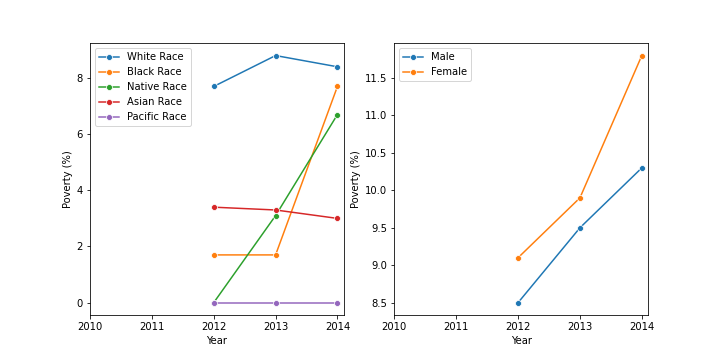 White Race
Black Race
Native Race
Asian Race
Pacific Race
Poverty (%)
8
6
4
2
0
2010 2011 2012 2013 2014
Year
Male
Female
Poverty (%)
11.5
11.0
10.5
10.0
9.5
9.0
8.5
2010 2011 2012 2013 2014
Year